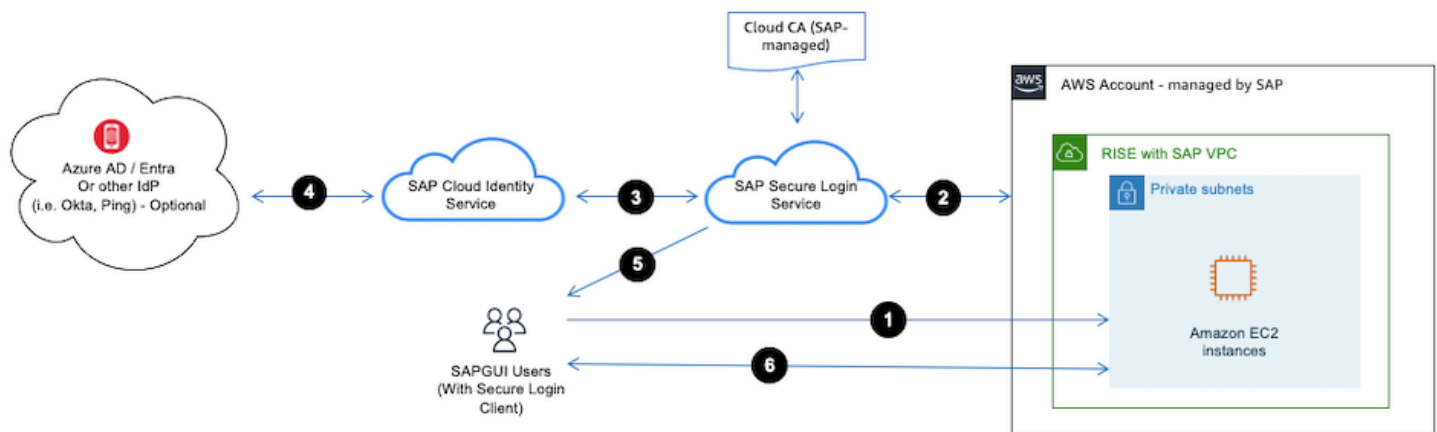 Cloud CA (SAP-
managed)
aws
AWS Account - managed by SAP
Azure AD / Entra
Or other IdP
(i.e. Okta, Ping) - Optional
4
SAP Cloud Identity
Service
3
SAP Secure Login
Service
2
RISE with SAP VPC
Private subnets
5
1
Amazon EC2
instances
6
SAPGUI Users
(With Secure Login
Client)